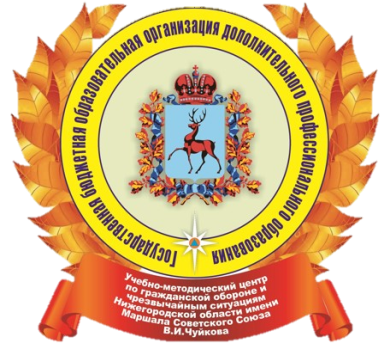 Государственная бюджетная образовательная организация дополнительного профессионального образования
Учебно-методический центр
по гражданской обороне и
чрезвычайным ситуациям
Нижегородской области имени
Маршала Советского Союза
В.И.Чуйкова